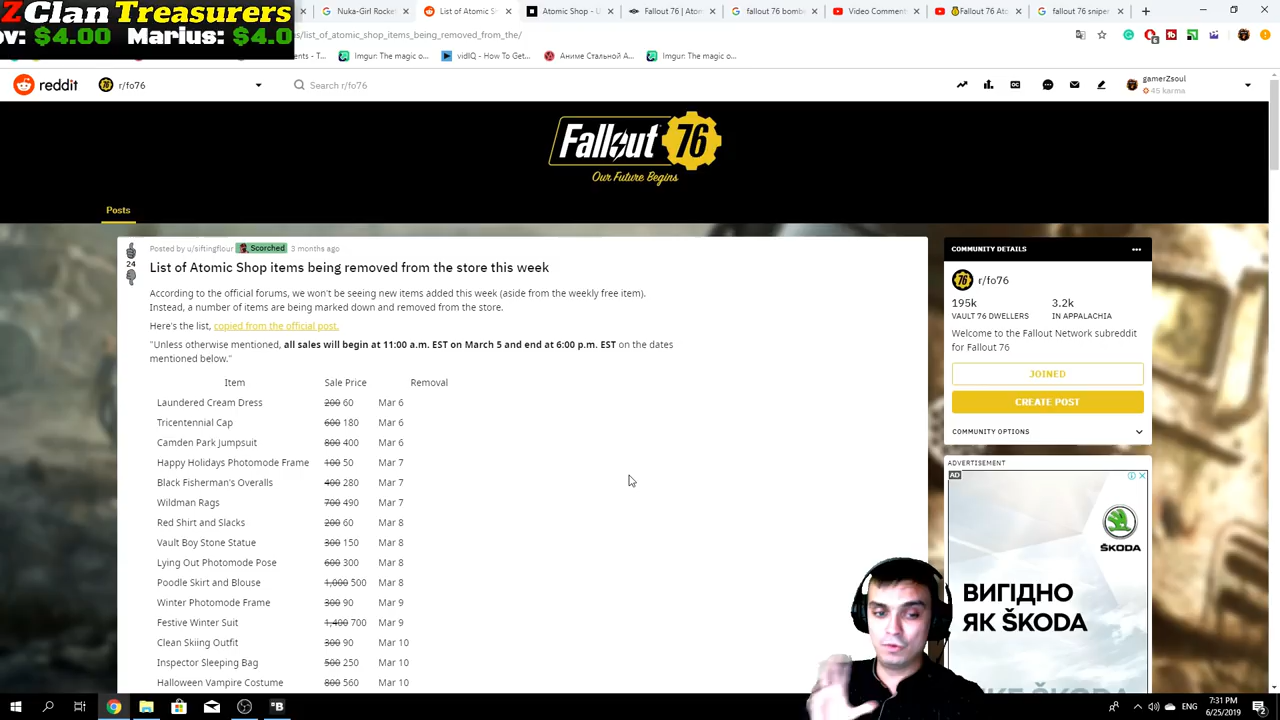 ZClan Treasurers
ov: $4.00 Marius: $4.0
Nuka-Girl Rocke
List of Atomic S
Atomic Shop - U
Fallout 76 | Atom
fallout 76 bombe
Video Comment
Fallout 76 Ato
fallout 76 sniper
s/list_of_atomic_shop_items_being_removed_from_the/
ents - T...
Imgur: The magic o...
vidIQ - How To Get...
Аниме Стальной А...
Imgur: The magic o...
reddit
r/fo76
Search r/fo76
gamerZsoul
45 karma
Fallout 76
Our Future Begins
Posts
Posted by u/siftingflour Scorched 3 months ago
24
List of Atomic Shop items being removed from the store this week
According to the official forums, we won't be seeing new items added this week (aside from the weekly free item).
Instead, a number of items are being marked down and removed from the store.
Here's the list, copied from the official post.
"Unless otherwise mentioned, all sales will begin at 11:00 a.m. EST on March 5 and end at 6:00 p.m. EST on the dates
mentioned below."
Item Sale Price Removal
Laundered Cream Dress 200 60 Mar 6
Tricentennial Cap 600 180 Mar 6
Camden Park Jumpsuit 800 400 Mar 6
Happy Holidays Photomode Frame 100 50 Mar 7
Black Fisherman's Overalls 400 280 Mar 7
Wildman Rags 700 490 Mar 7
Red Shirt and Slacks 200 60 Mar 8
Vault Boy Stone Statue 300 150 Mar 8
Lying Out Photomode Pose 600 300 Mar 8
Poodle Skirt and Blouse 1,000 500 Mar 8
Winter Photomode Frame 300 90 Mar 9
Festive Winter Suit 1,400 700 Mar 9
Clean Skiing Outfit 300 90 Mar 10
Inspector Sleeping Bag 500 250 Mar 10
Halloween Vampire Costume 800 560 Mar 10
COMMUNITY DETAILS
76 r/fo76
195k 3.2k
VAULT 76 DWELLERS IN APPALACHIA
Welcome to the Fallout Network subreddit
for Fallout 76
JOINED
CREATE POST
COMMUNITY OPTIONS
ADVERTISEMENT
AD
ŠKODA
ВИГІДНО
ЯК ŠKODA
ENG
7:31 PM
6/25/2019
2